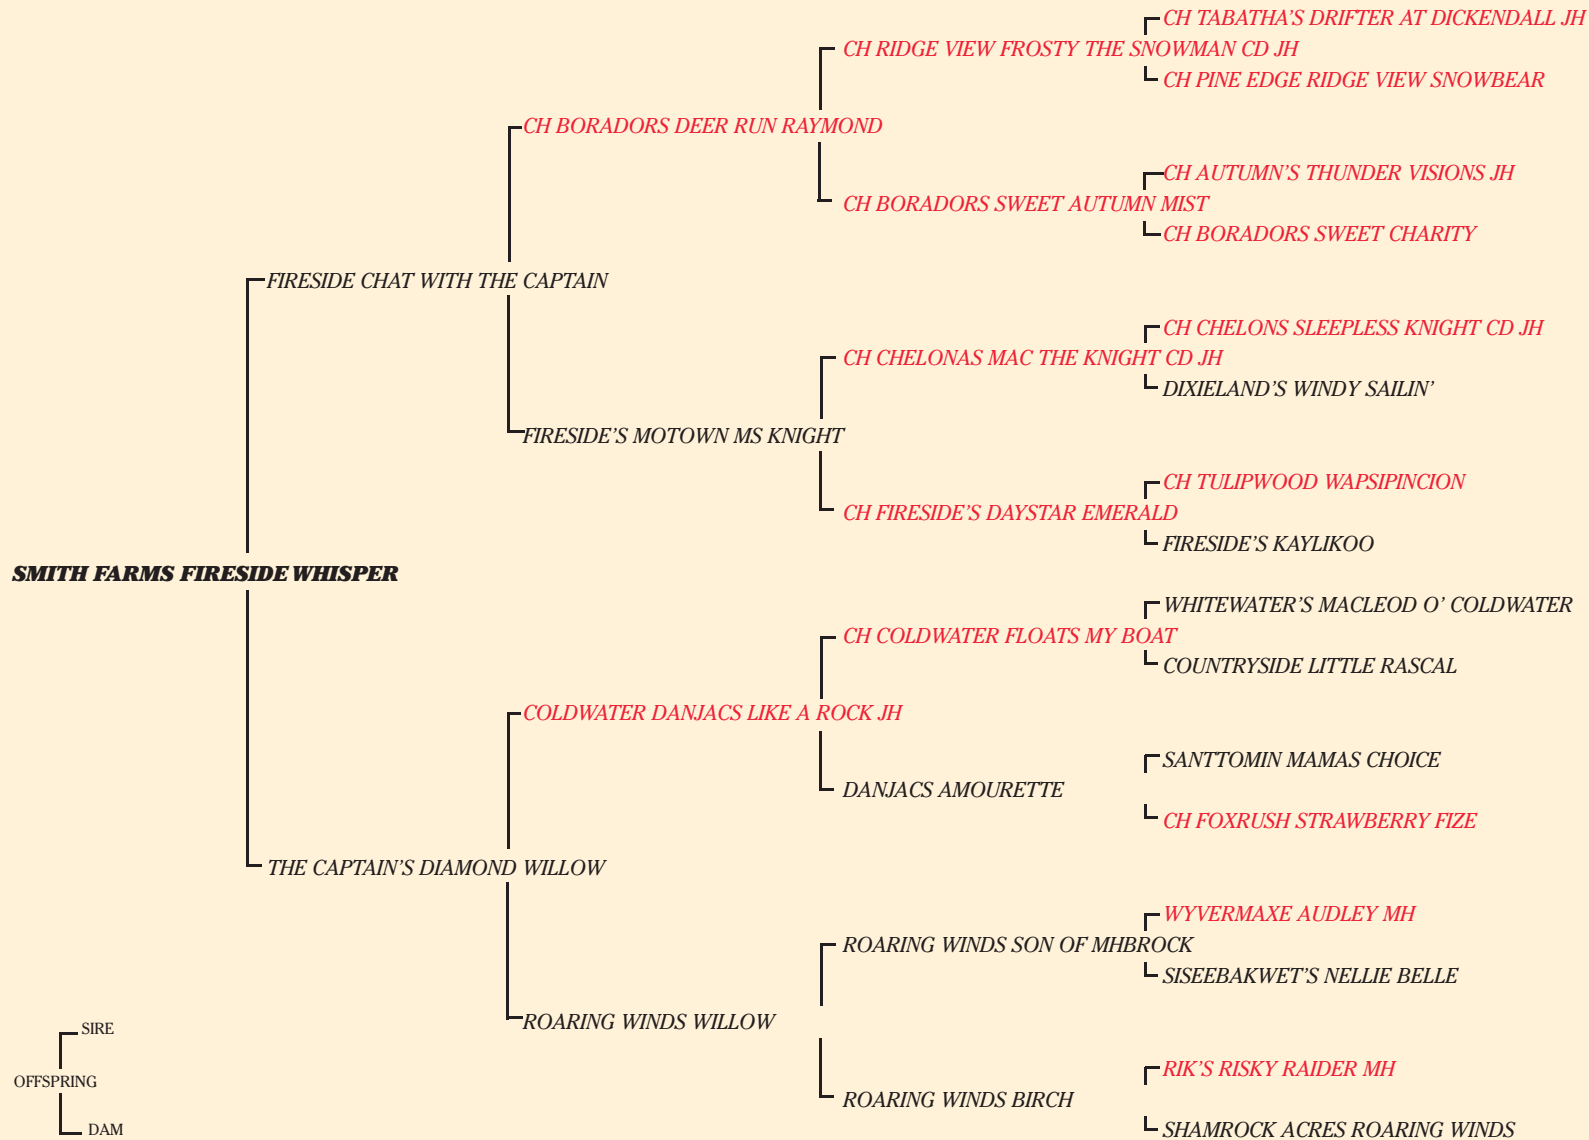 CH TABATHA'S DRIFTER AT DICKENDALL JH
CH RIDGE VIEW FROSTY THE SNOWMAN CD JH
CH PINE EDGE RIDGE VIEW SNOWBEAR
CH BORADORS DEER RUN RAYMOND
CH AUTUMN'S THUNDER VISIONS JH
CH BORADORS SWEET AUTUMN MIST
CH BORADORS SWEET CHARITY
FIRESIDE CHAT WITH THE CAPTAIN
CH CHELONS SLEEPLESS KNIGHT CD JH
CH CHELONAS MAC THE KNIGHT CD JH
DIXIELAND'S WINDY SAILIN'
FIRESIDE'S MOTOWN MS KNIGHT
CH TULIPWOOD WAPSIPINCION
CH FIRESIDE'S DAYSTAR EMERALD
FIRESIDE'S KAYLIKOO
SMITH FARMS FIRESIDE WHISPER
WHITEWATER'S MACLEOD O' COLDWATER
CH COLDWATER FLOATS MY BOAT
COUNTRYSIDE LITTLE RASCAL
COLDWATER DANJACS LIKE A ROCK JH
SANTTOMIN MAMAS CHOICE
DANJACS AMOURETTE
CH FOXRUSH STRAWBERRY FIZE
THE CAPTAIN'S DIAMOND WILLOW
WYVERMAXE AUDLEY MH
ROARING WINDS SON OF MHBROCK
SISEEBAKWET'S NELLIE BELLE
ROARING WINDS WILLOW
RIK'S RISKY RAIDER MH
ROARING WINDS BIRCH
SHAMROCK ACRES ROARING WINDS
SIRE
OFFSPRING
DAM